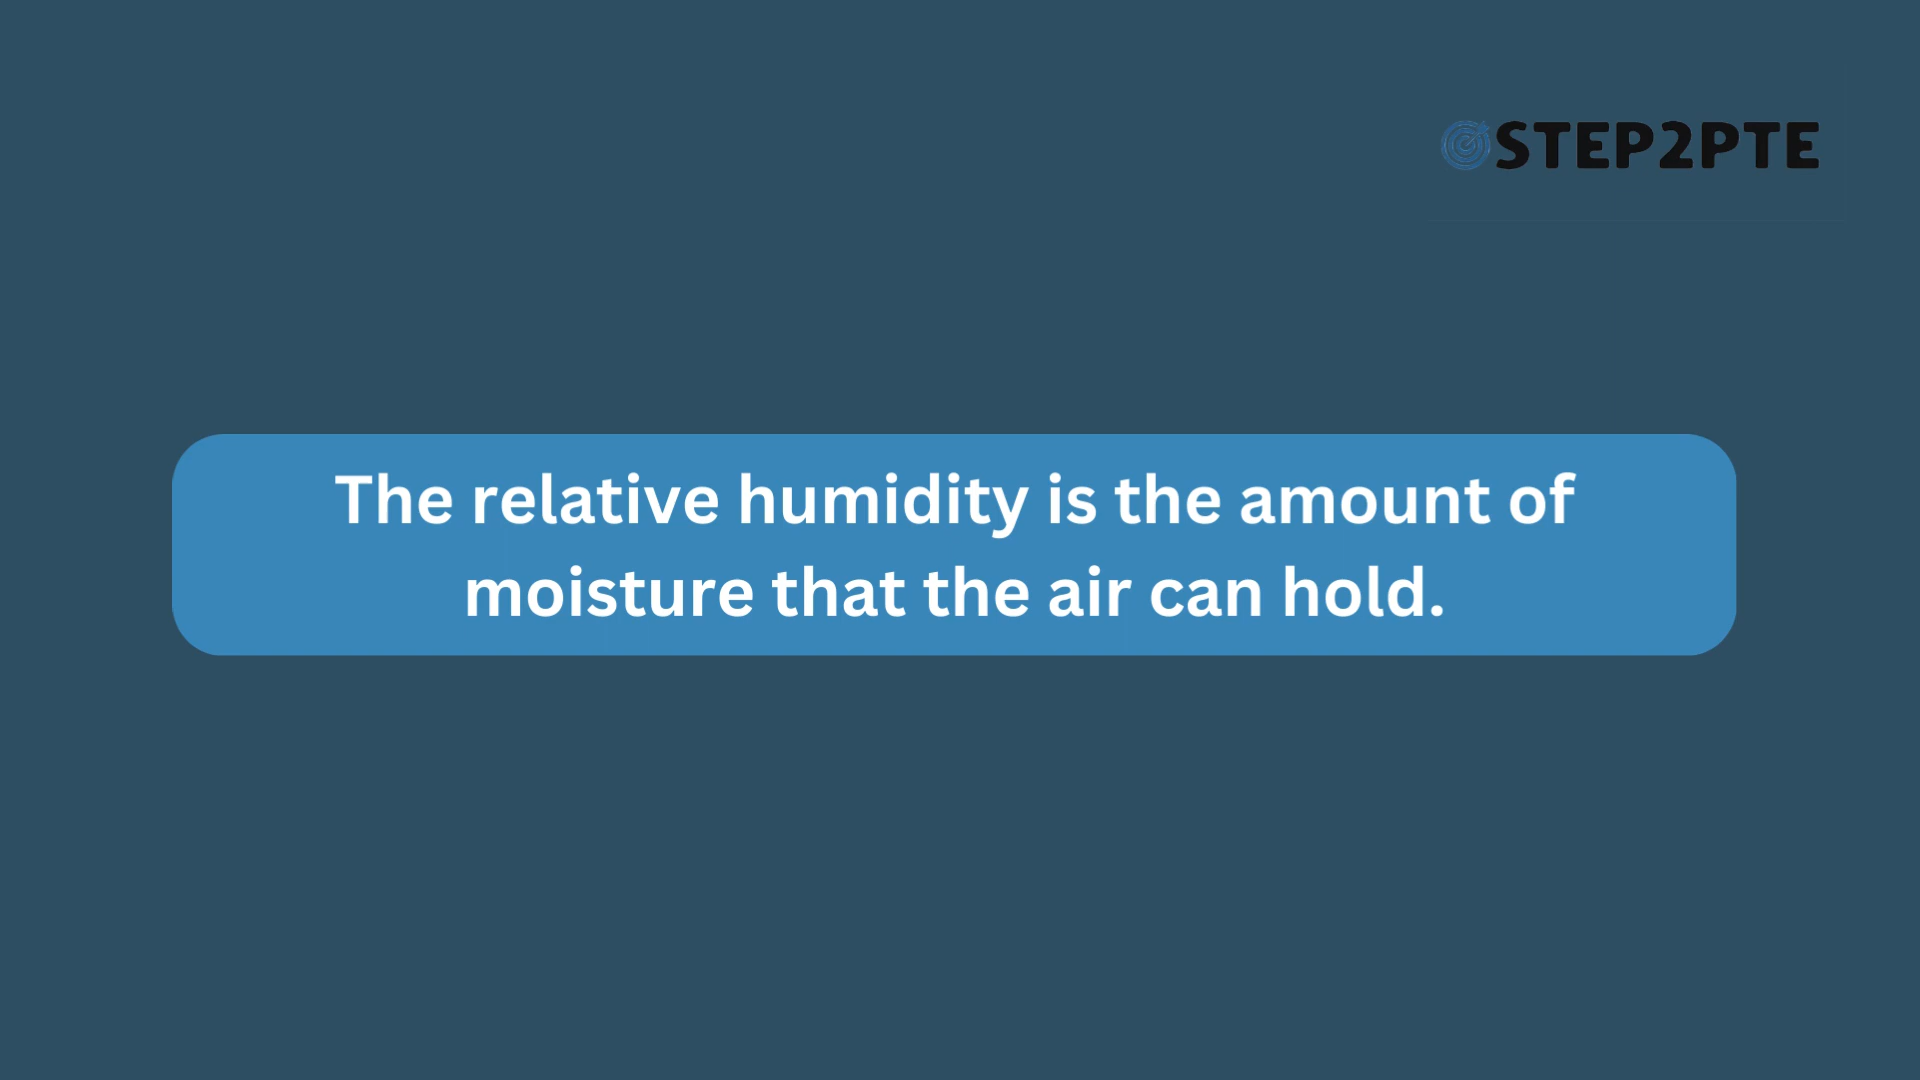 STEP2PTE
The relative humidity is the amount of
moisture that the air can hold.